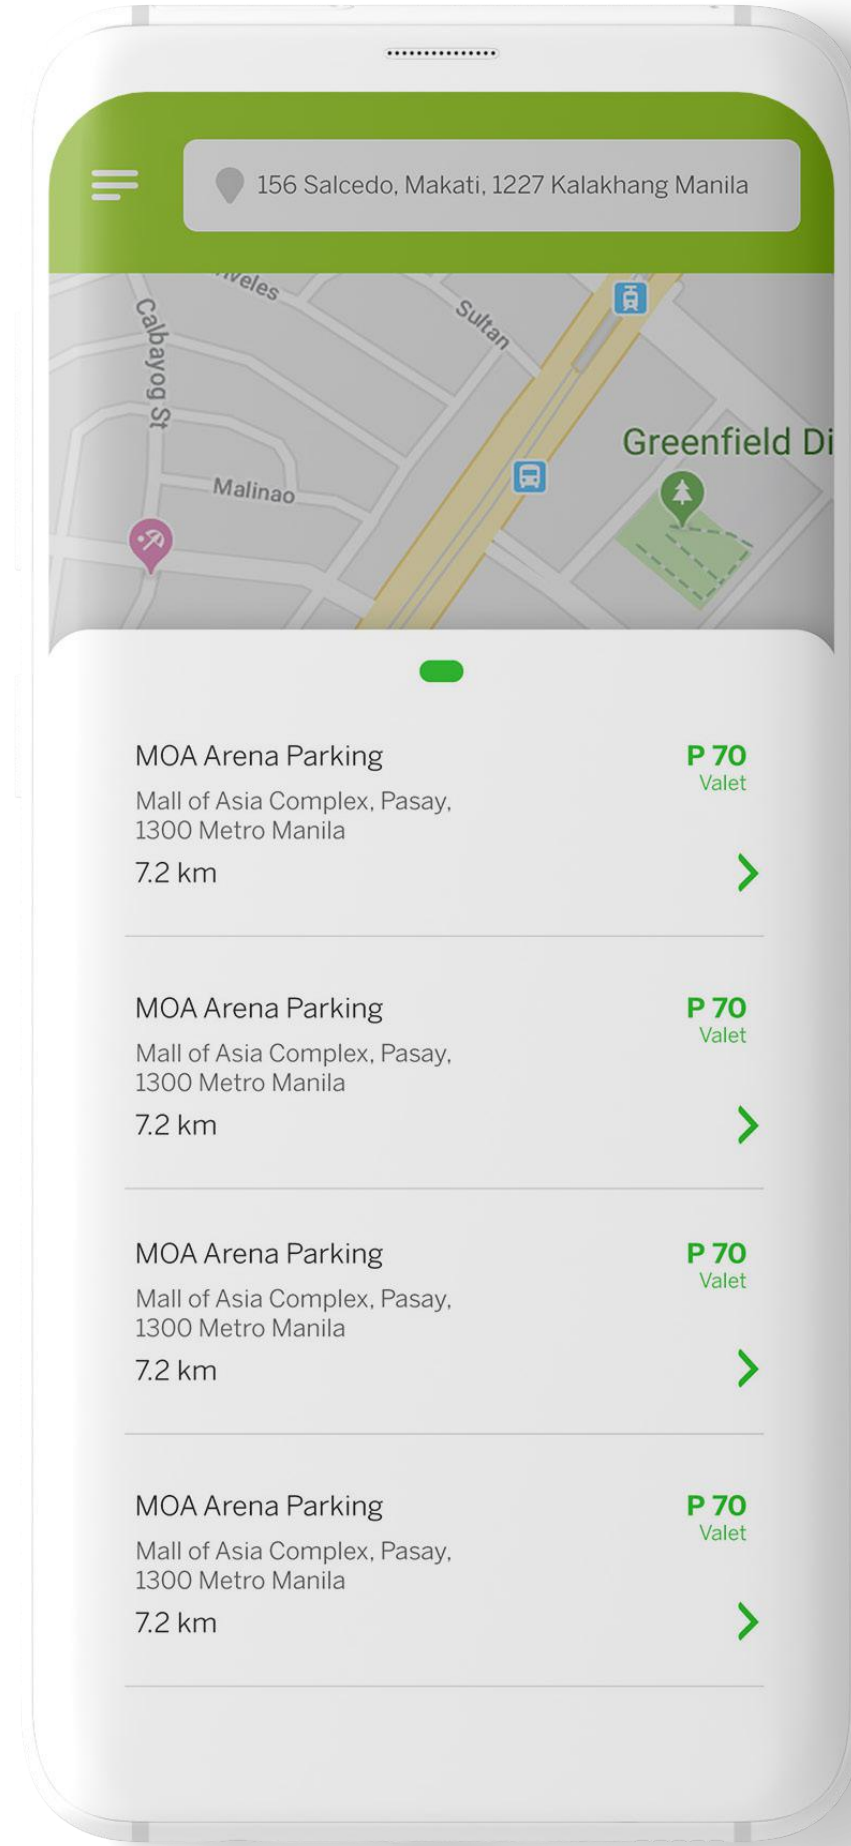 156 Salcedo, Makati, 1227 Kalakhang Manila
Calbayog St
Sultan
Greenfield Di
Malinao
MOA Arena Parking
P 70
Valet
Mall of Asia Complex, Pasay,
1300 Metro Manila
7.2 km
MOA Arena Parking
P 70
Valet
Mall of Asia Complex, Pasay,
1300 Metro Manila
7.2 km
MOA Arena Parking
P 70
Valet
Mall of Asia Complex, Pasay,
1300 Metro Manila
7.2 km
MOA Arena Parking
P 70
Valet
Mall of Asia Complex, Pasay,
1300 Metro Manila
7.2 km